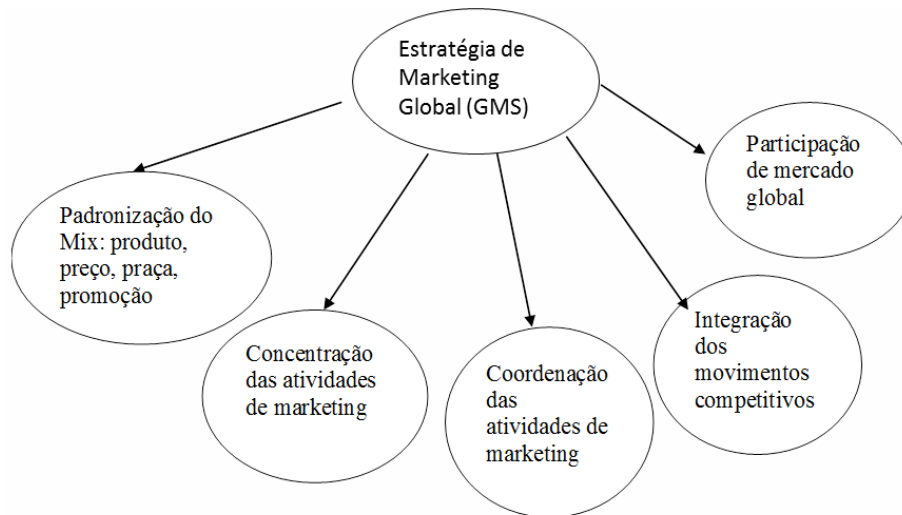 Estratégia de
Marketing
Global (GMS)
Participação
de mercado
global
Padronização do
Mix: produto,
preço, praça,
promoção
Integração
dos
movimentos
competitivos
Concentração
das atividades
de marketing
Coordenação
das
atividades de
marketing